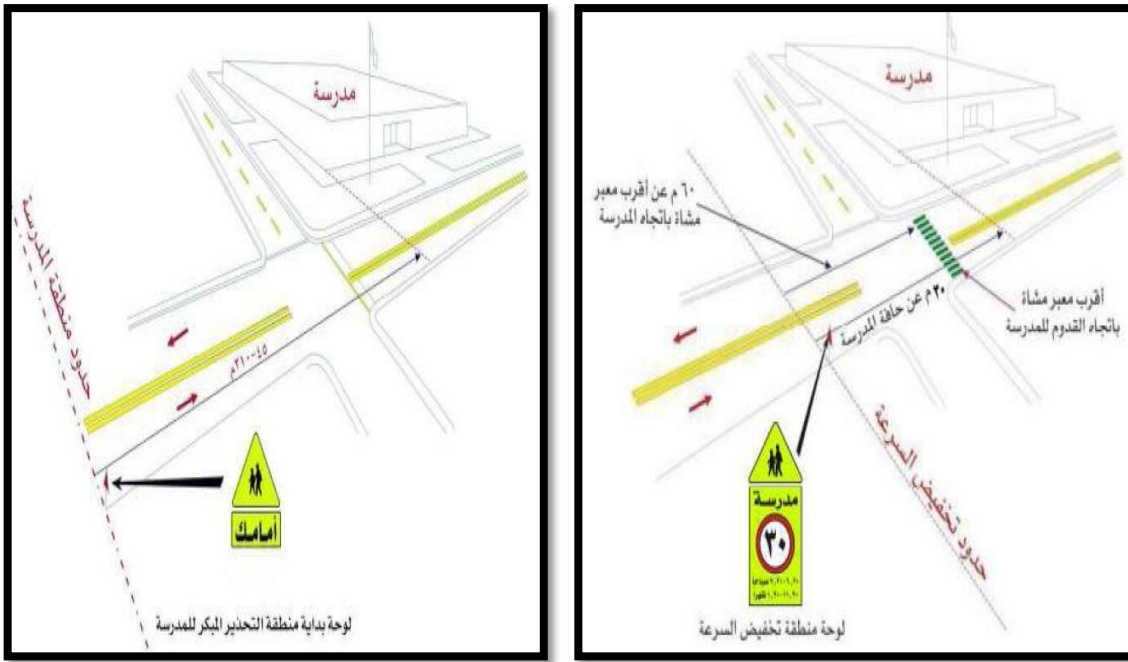 مدرسة
حدود منطقة المدرسة
٤٥-٢١٠م
أمامك
لوحة بداية منطقة التحذير المبكر للمدرسة
مدرسة
٦٠ م عن أقرب معبر
مشاة باتجاه المدرسة
٣٠ م عن حافة المدرسة
أقرب معبر مشاة
باتجاه القدوم للمدرسة
حدود تخفيض السرعة
مدرسة
٣٠
لوحة منطقة تخفيض السرعة